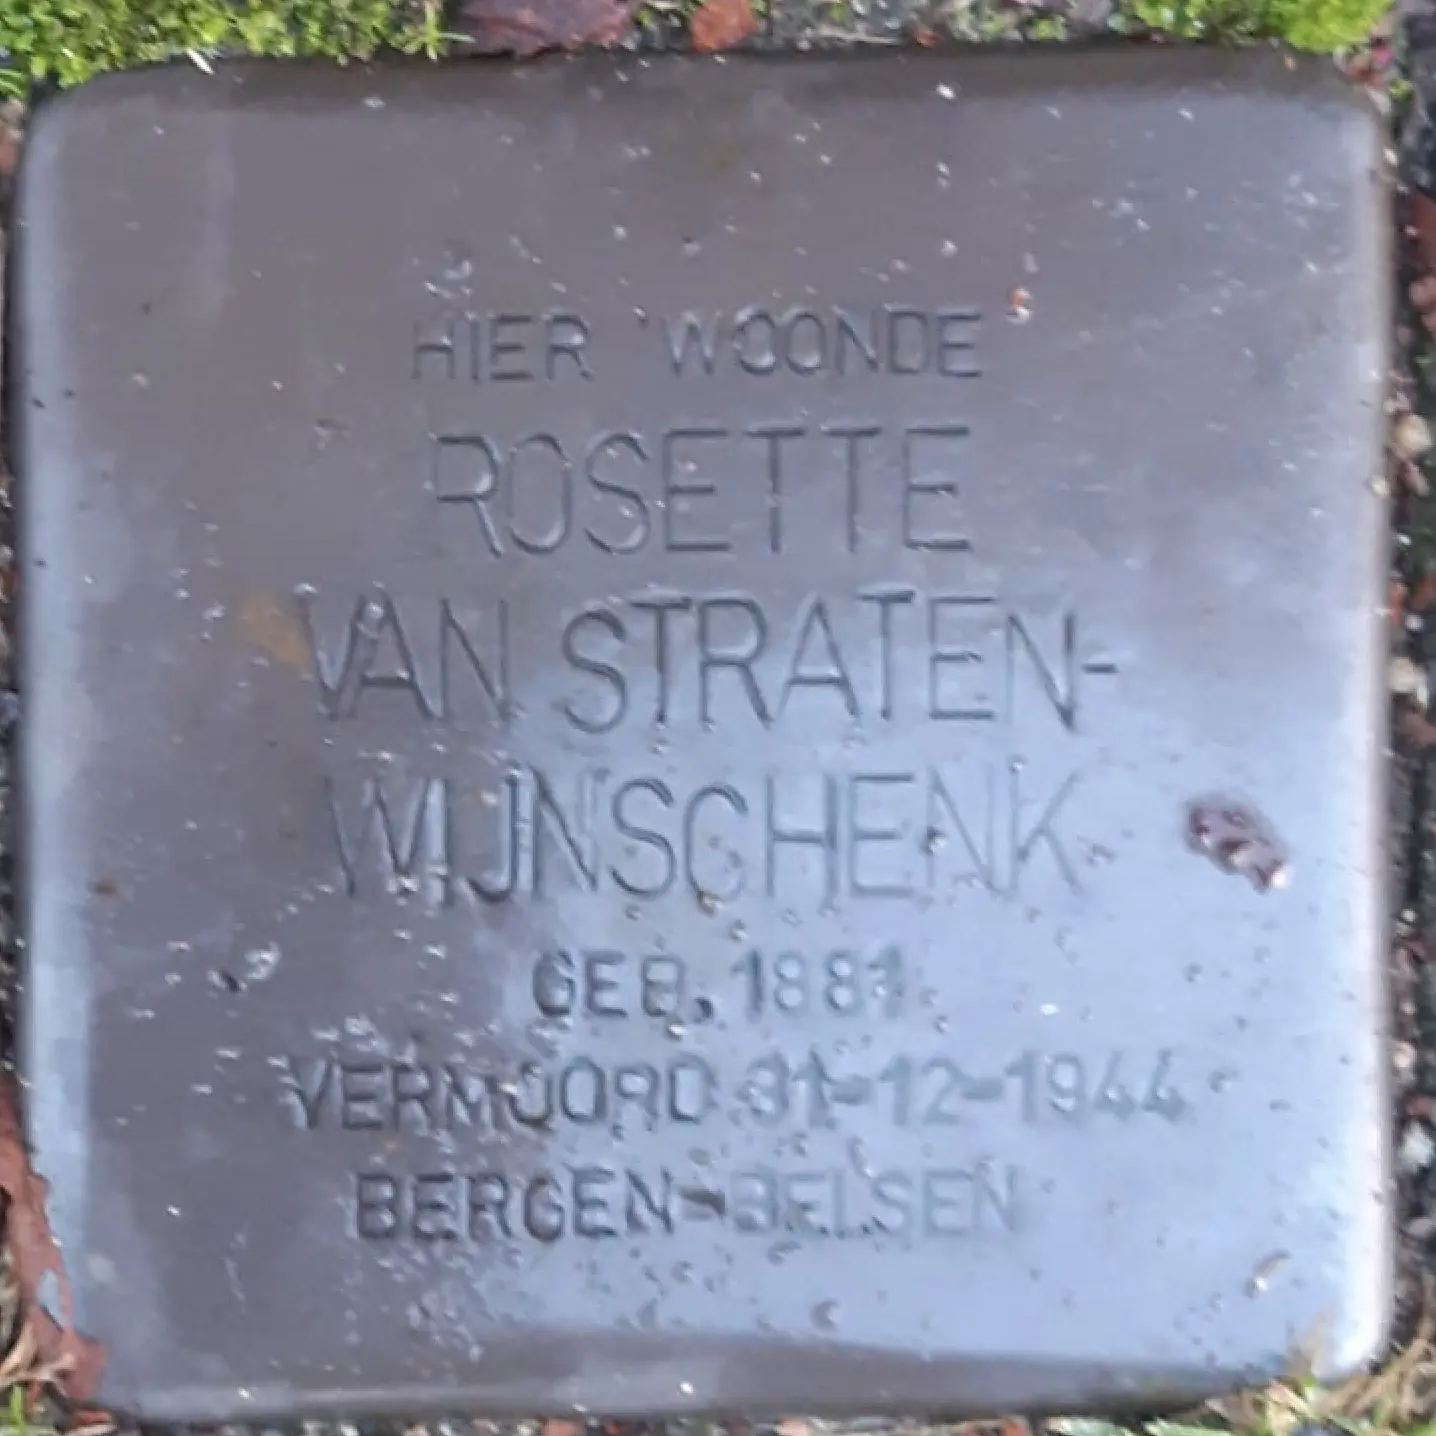 HIER WOONDE
ROSETTE
VAN STRATEN-
WIJNSCHENK
GEB. 1881
VERMOORD 31-12-1944
BERGEN-BELSEN